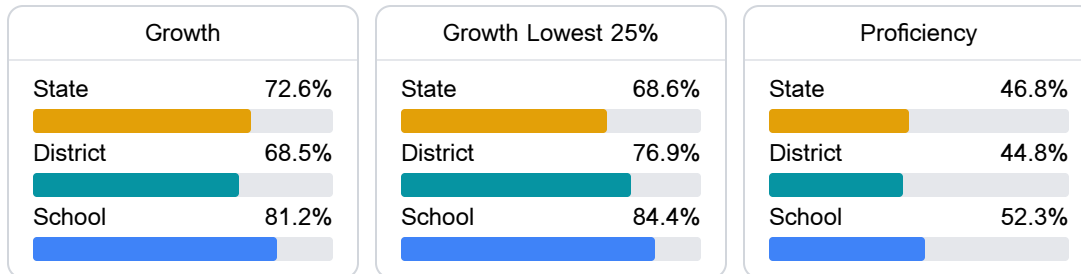 Growth
State 72.6%
District 68.5%
School 81.2%
Growth Lowest 25%
State 68.6%
District 76.9%
School 84.4%
Proficiency
State 46.8%
District 44.8%
School 52.3%